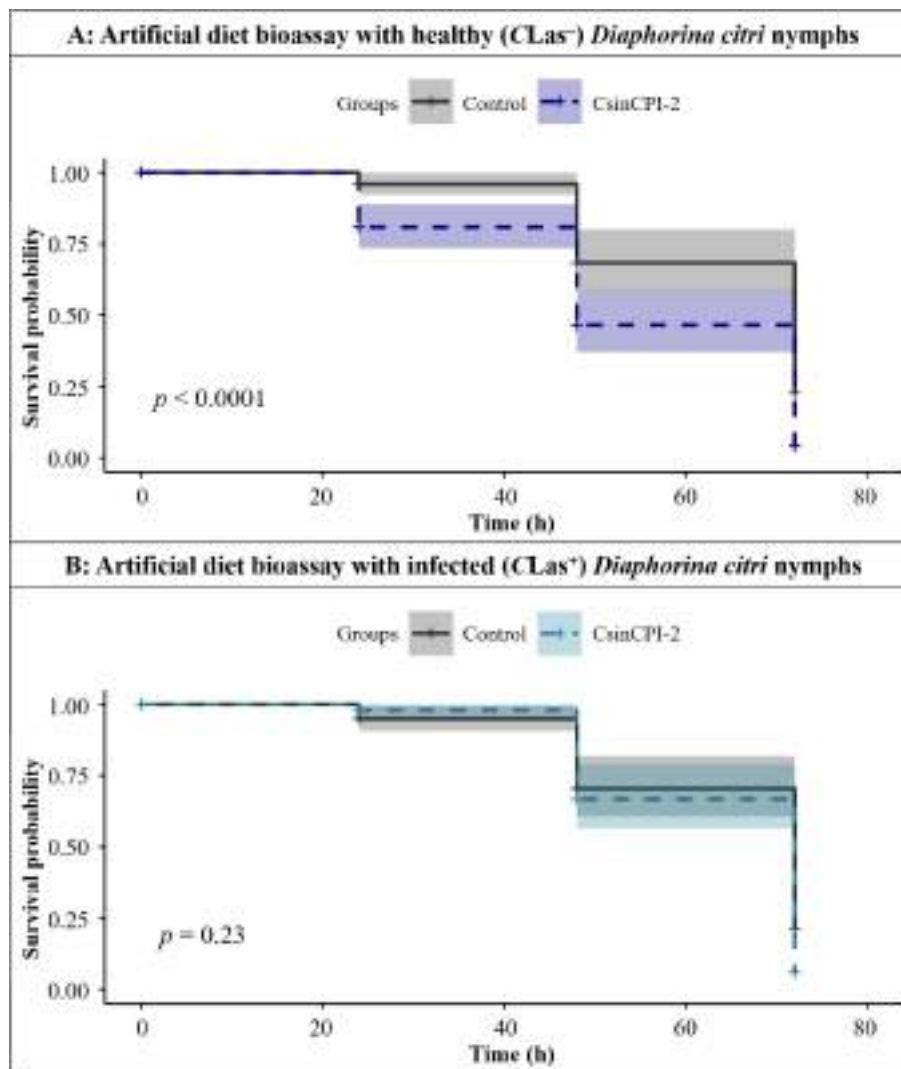 A: Artificial diet bioassay with healthy (CLas⁻) Diaphorina citri nymphs
Groups Control CsinCPI-2
Survival probability
1.00
0.75
0.50
0.25
0.00
p < 0.0001
0 20 40 60 80
Time (h)
B: Artificial diet bioassay with infected (CLas⁺) Diaphorina citri nymphs
Groups Control CsinCPI-2
Survival probability
1.00
0.75
0.50
0.25
0.00
p = 0.23
0 20 40 60 80
Time (h)